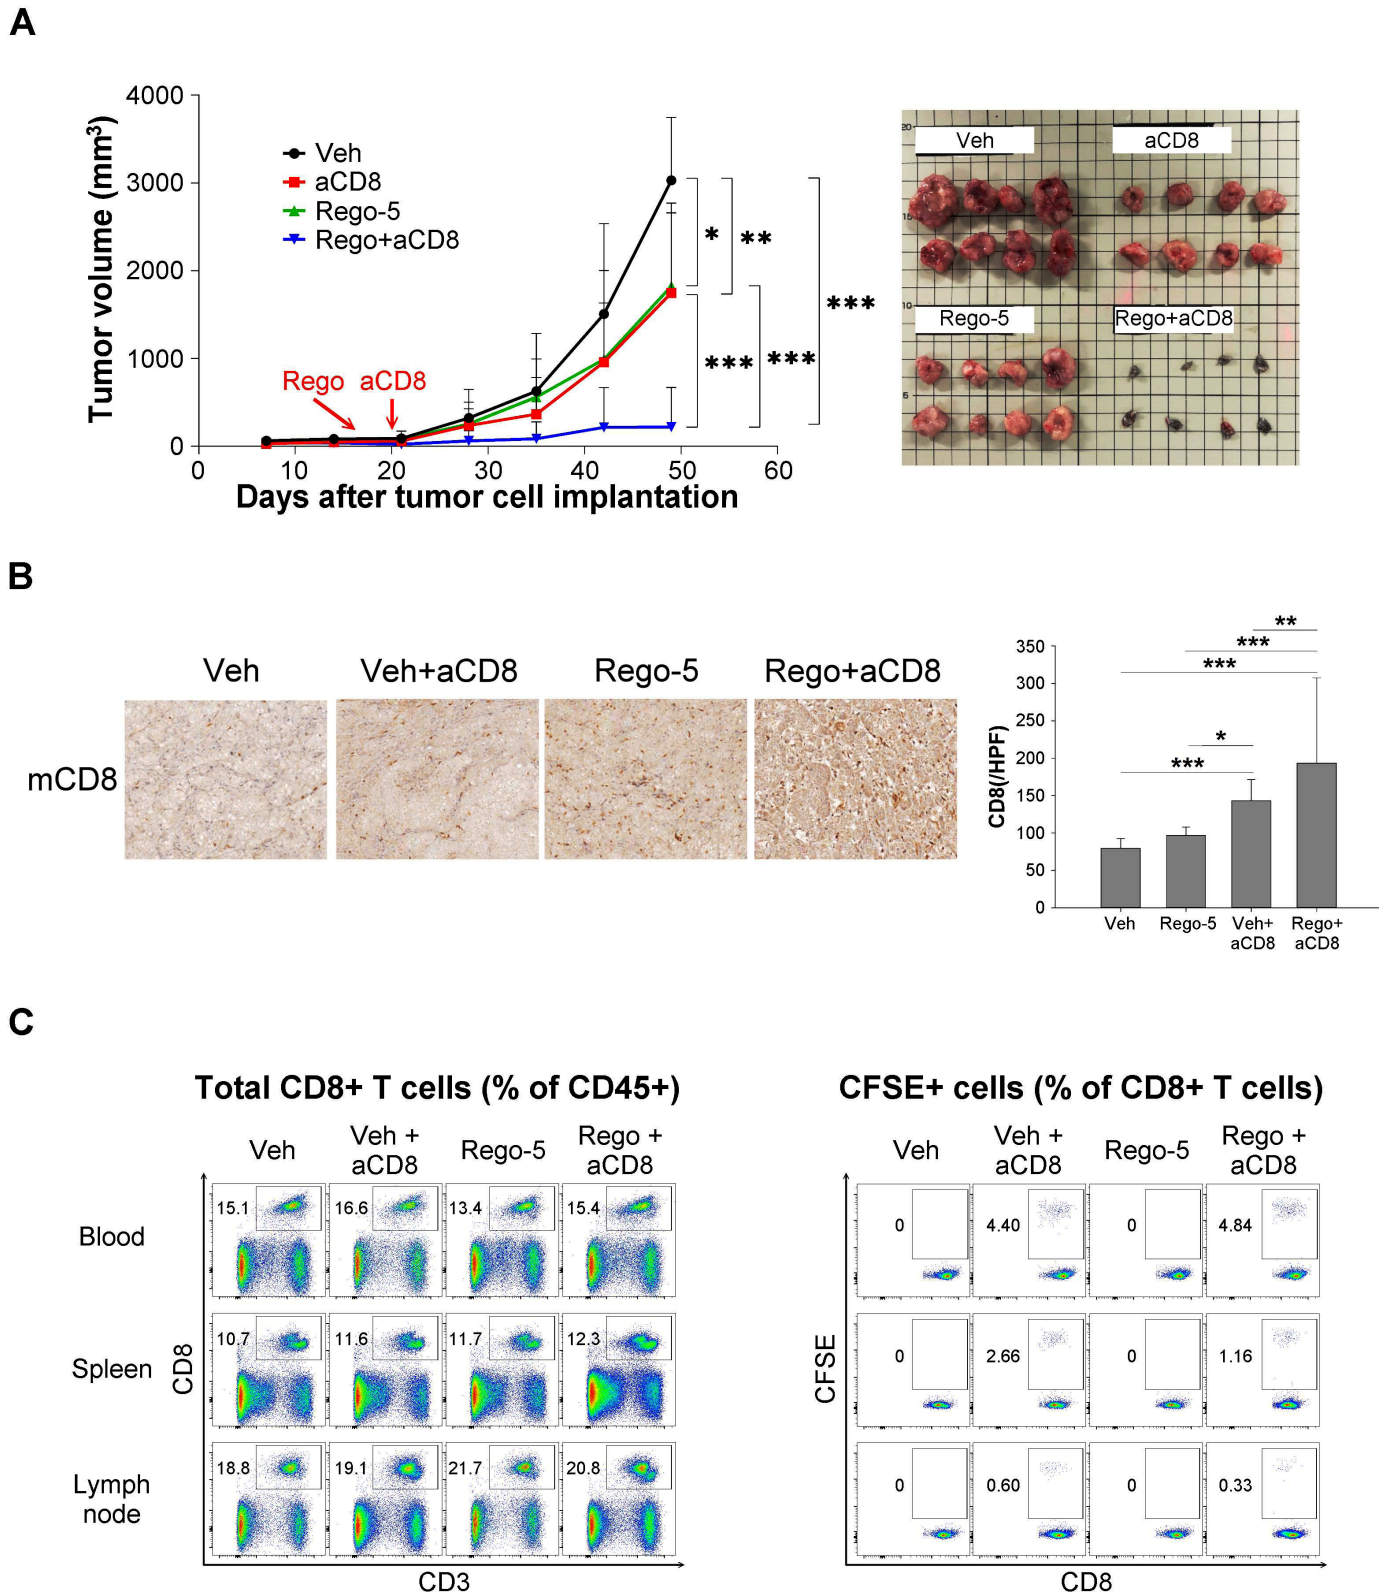 A
Tumor volume (mm³)
4000
3000
2000
1000
0
Veh
aCD8
Rego-5
Rego+aCD8
Rego aCD8
* ** *** *** ***
0 10 20 30 40 50 60
Days after tumor cell implantation
20
15
10
5
Veh aCD8
Rego-5 Rego+aCD8
B
Veh Veh+aCD8 Rego-5 Rego+aCD8
mCD8
CD8(/HPF)
350
300
250
200
150
100
50
0
**
***
***
*
***
Veh Rego-5 Veh+ aCD8 Rego+ aCD8
C
Total CD8+ T cells (% of CD45+)
Veh Veh + aCD8 Rego-5 Rego + aCD8
Blood 15.1 16.6 13.4 15.4
Spleen 10.7 11.6 11.7 12.3
Lymph node 18.8 19.1 21.7 20.8
CD8
CD3
CFSE+ cells (% of CD8+ T cells)
Veh Veh + aCD8 Rego-5 Rego + aCD8
0 4.40 0 4.84
0 2.66 0 1.16
0 0.60 0 0.33
CFSE
CD8